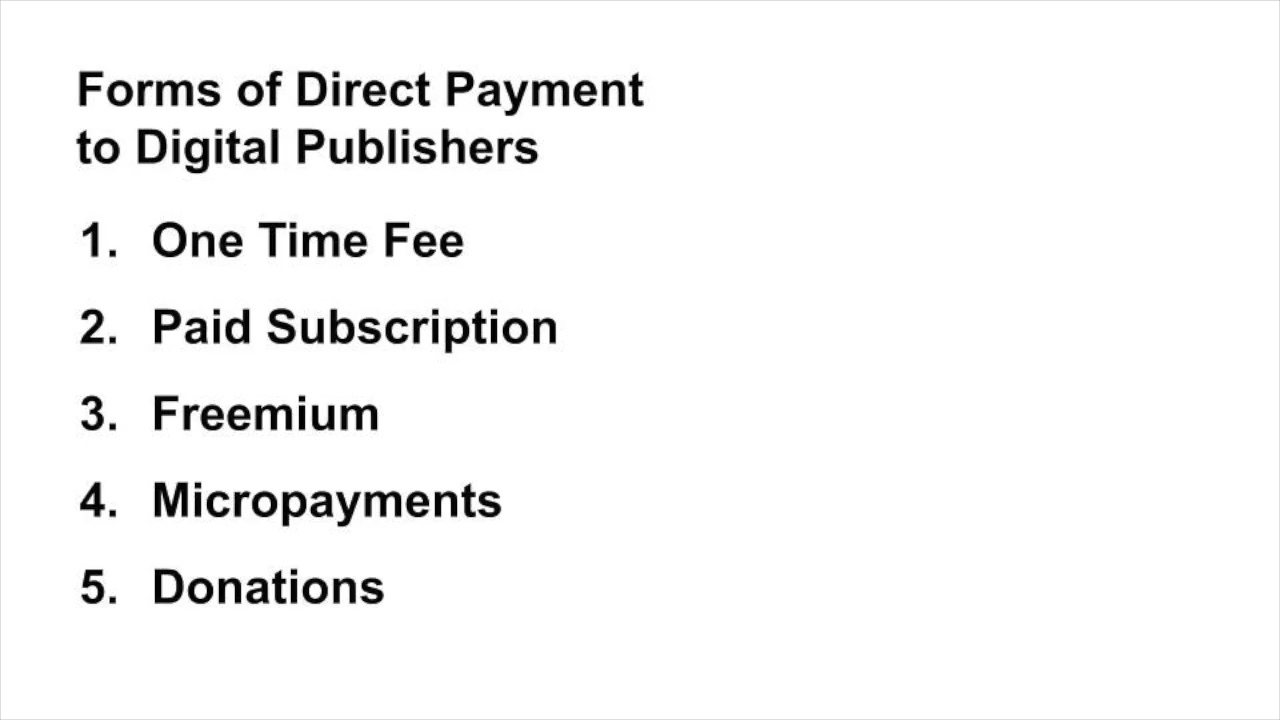 Forms of Direct Payment
to Digital Publishers
1. One Time Fee
2. Paid Subscription
3. Freemium
4. Micropayments
5. Donations